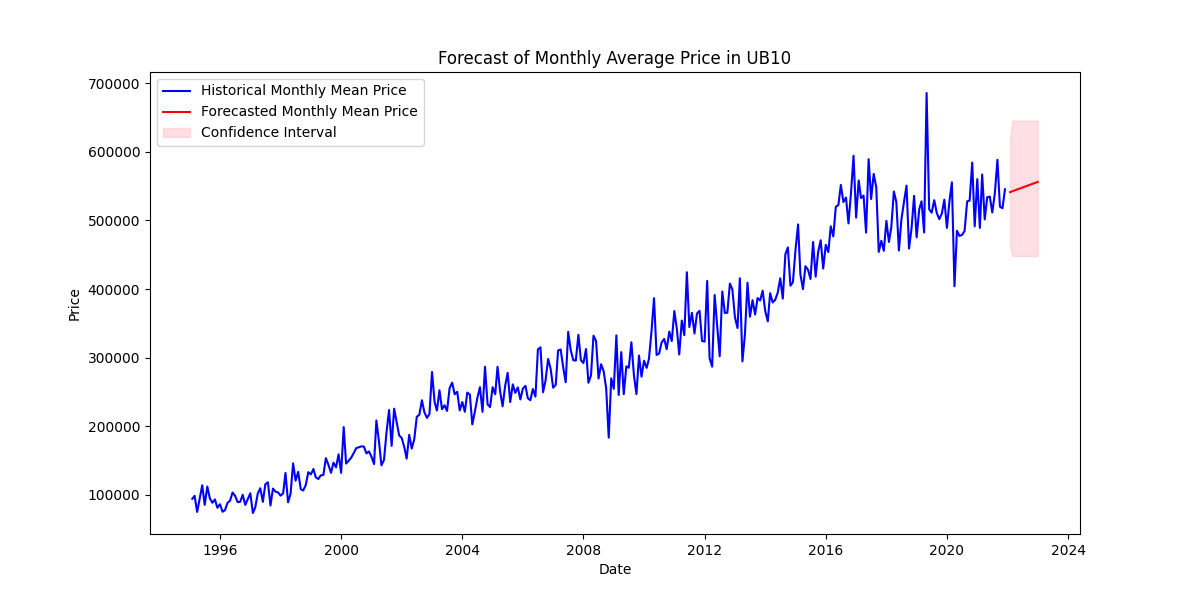 Forecast of Monthly Average Price in UB10
Historical Monthly Mean Price
Forecasted Monthly Mean Price
Confidence Interval
Price
700000
600000
500000
400000
300000
200000
100000
1996 2000 2004 2008 2012 2016 2020 2024
Date